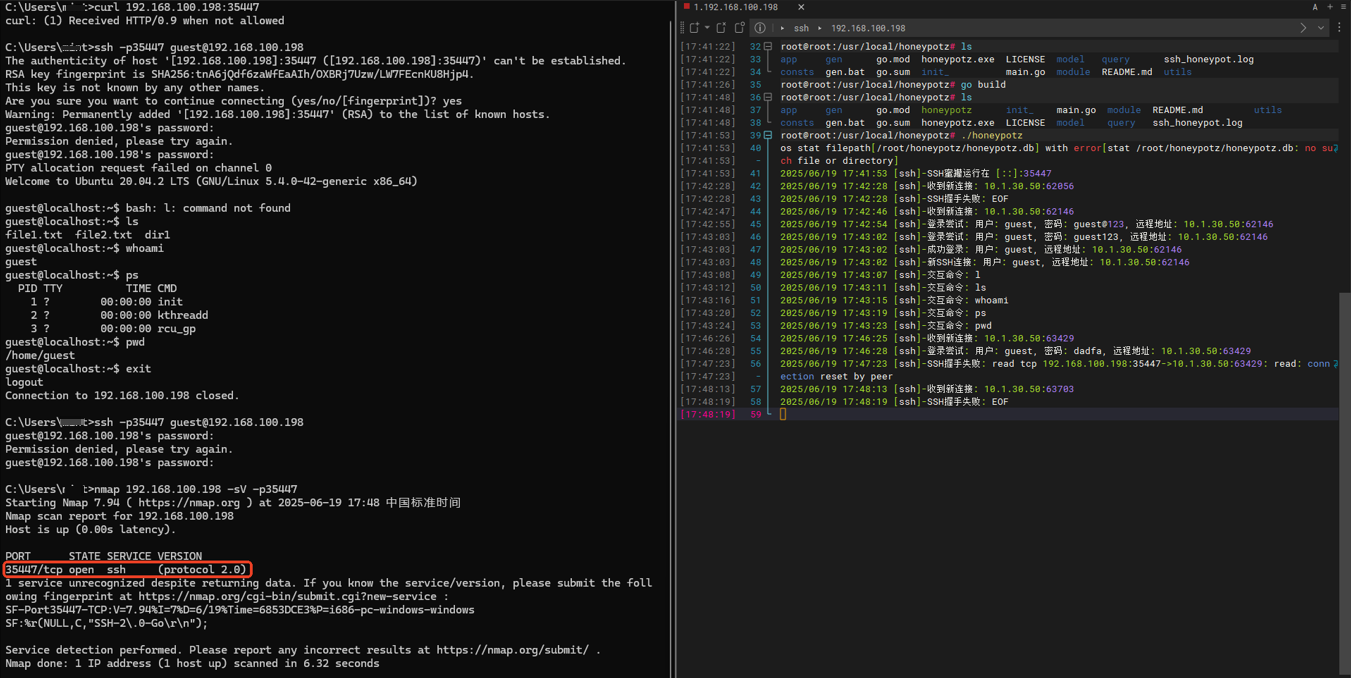 C:\Users\>curl 192.168.100.198:35447
curl: (1) Received HTTP/0.9 when not allowed
C:\Users\>ssh -p35447 guest@192.168.100.198
The authenticity of host '[192.168.100.198]:35447 ([192.168.100.198]:35447)' can't be established.
RSA key fingerprint is SHA256:tnA6jQdf6zaWfEaAIh/OXBRj7Uzw/LW7FEcnKU8Hjp4.
This key is not known by any other names.
Are you sure you want to continue connecting (yes/no/[fingerprint])? yes
Warning: Permanently added '[192.168.100.198]:35447' (RSA) to the list of known hosts.
guest@192.168.100.198's password:
Permission denied, please try again.
guest@192.168.100.198's password:
PTY allocation request failed on channel 0
Welcome to Ubuntu 20.04.2 LTS (GNU/Linux 5.4.0-42-generic x86_64)
guest@localhost:~$ bash: l: command not found
guest@localhost:~$ ls
file1.txt  file2.txt  dir1
guest@localhost:~$ whoami
guest
guest@localhost:~$ ps
PID TTY          TIME CMD
1 ?        00:00:00 init
2 ?        00:00:00 kthreadd
3 ?        00:00:00 rcu_gp
guest@localhost:~$ pwd
/home/guest
guest@localhost:~$ exit
logout
Connection to 192.168.100.198 closed.
C:\Users\>ssh -p35447 guest@192.168.100.198
guest@192.168.100.198's password:
Permission denied, please try again.
guest@192.168.100.198's password:
C:\Users\>nmap 192.168.100.198 -sV -p35447
Starting Nmap 7.94 ( https://nmap.org ) at 2025-06-19 17:48 中国标准时间
Nmap scan report for 192.168.100.198
Host is up (0.00s latency).
PORT      STATE SERVICE VERSION
35447/tcp open  ssh     (protocol 2.0)
1 service unrecognized despite returning data. If you know the service/version, please submit the foll
owing fingerprint at https://nmap.org/cgi-bin/submit.cgi?new-service :
SF-Port35447-TCP:V=7.94%I=7%D=6/19%Time=6853DCE3%P=i686-pc-windows-windows
SF:%r(NULL,C,"SSH-2\.0-Go\r\n");
Service detection performed. Please report any incorrect results at https://nmap.org/submit/ .
Nmap done: 1 IP address (1 host up) scanned in 6.32 seconds
1.192.168.100.198
ssh 192.168.100.198
[17:41:22] 32 root@root:/usr/local/honeypotz# ls
[17:41:22] 33 app gen go.mod honeypotz.exe LICENSE model query ssh_honeypot.log
[17:41:22] 34 consts gen.bat go.sum init_ main.go module README.md utils
[17:41:26] 35 root@root:/usr/local/honeypotz# go build
[17:41:48] 36 root@root:/usr/local/honeypotz# ls
[17:41:48] 37 app gen go.mod honeypotz init_ main.go module README.md utils
[17:41:48] 38 consts gen.bat go.sum honeypotz.exe LICENSE model query ssh_honeypot.log
[17:41:53] 39 root@root:/usr/local/honeypotz# ./honeypotz
[17:41:53] 40 os stat filepath[/root/honeypotz/honeypotz.db] with error[stat /root/honeypotz/honeypotz.db: no su
[17:41:53] - ch file or directory]
[17:41:53] 41 2025/06/19 17:41:53 [ssh]-SSH蜜罐运行在 [::]:35447
[17:42:28] 42 2025/06/19 17:42:28 [ssh]-收到新连接: 10.1.30.50:62056
[17:42:28] 43 2025/06/19 17:42:28 [ssh]-SSH握手失败: EOF
[17:42:47] 44 2025/06/19 17:42:46 [ssh]-收到新连接: 10.1.30.50:62146
[17:42:55] 45 2025/06/19 17:42:54 [ssh]-登录尝试: 用户: guest, 密码: guest@123, 远程地址: 10.1.30.50:62146
[17:43:03] 46 2025/06/19 17:43:02 [ssh]-登录尝试: 用户: guest, 密码: guest123, 远程地址: 10.1.30.50:62146
[17:43:03] 47 2025/06/19 17:43:02 [ssh]-成功登录: 用户: guest, 远程地址: 10.1.30.50:62146
[17:43:03] 48 2025/06/19 17:43:02 [ssh]-新SSH连接: 用户: guest, 远程地址: 10.1.30.50:62146
[17:43:08] 49 2025/06/19 17:43:07 [ssh]-交互命令: l
[17:43:12] 50 2025/06/19 17:43:11 [ssh]-交互命令: ls
[17:43:16] 51 2025/06/19 17:43:15 [ssh]-交互命令: whoami
[17:43:20] 52 2025/06/19 17:43:19 [ssh]-交互命令: ps
[17:43:24] 53 2025/06/19 17:43:23 [ssh]-交互命令: pwd
[17:46:26] 54 2025/06/19 17:46:25 [ssh]-收到新连接: 10.1.30.50:63429
[17:46:28] 55 2025/06/19 17:46:28 [ssh]-登录尝试: 用户: guest, 密码: dadfa, 远程地址: 10.1.30.50:63429
[17:47:23] 56 2025/06/19 17:47:23 [ssh]-SSH握手失败: read tcp 192.168.100.198:35447->10.1.30.50:63429: read: conn
[17:47:23] - ection reset by peer
[17:48:13] 57 2025/06/19 17:48:13 [ssh]-收到新连接: 10.1.30.50:63703
[17:48:19] 58 2025/06/19 17:48:19 [ssh]-SSH握手失败: EOF
[17:48:19] 59